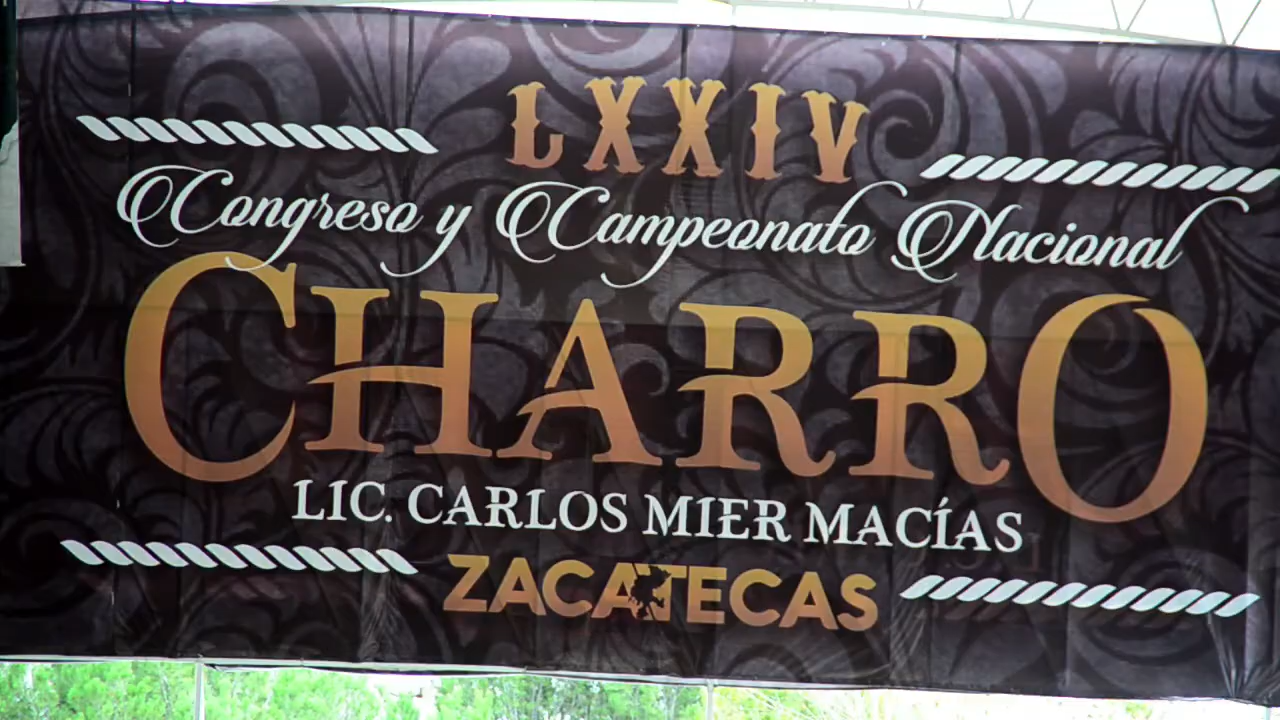 LXXIV
Congreso y Campeonato Nacional
CHARRO
LIC. CARLOS MIER MACÍAS
ZACATECAS